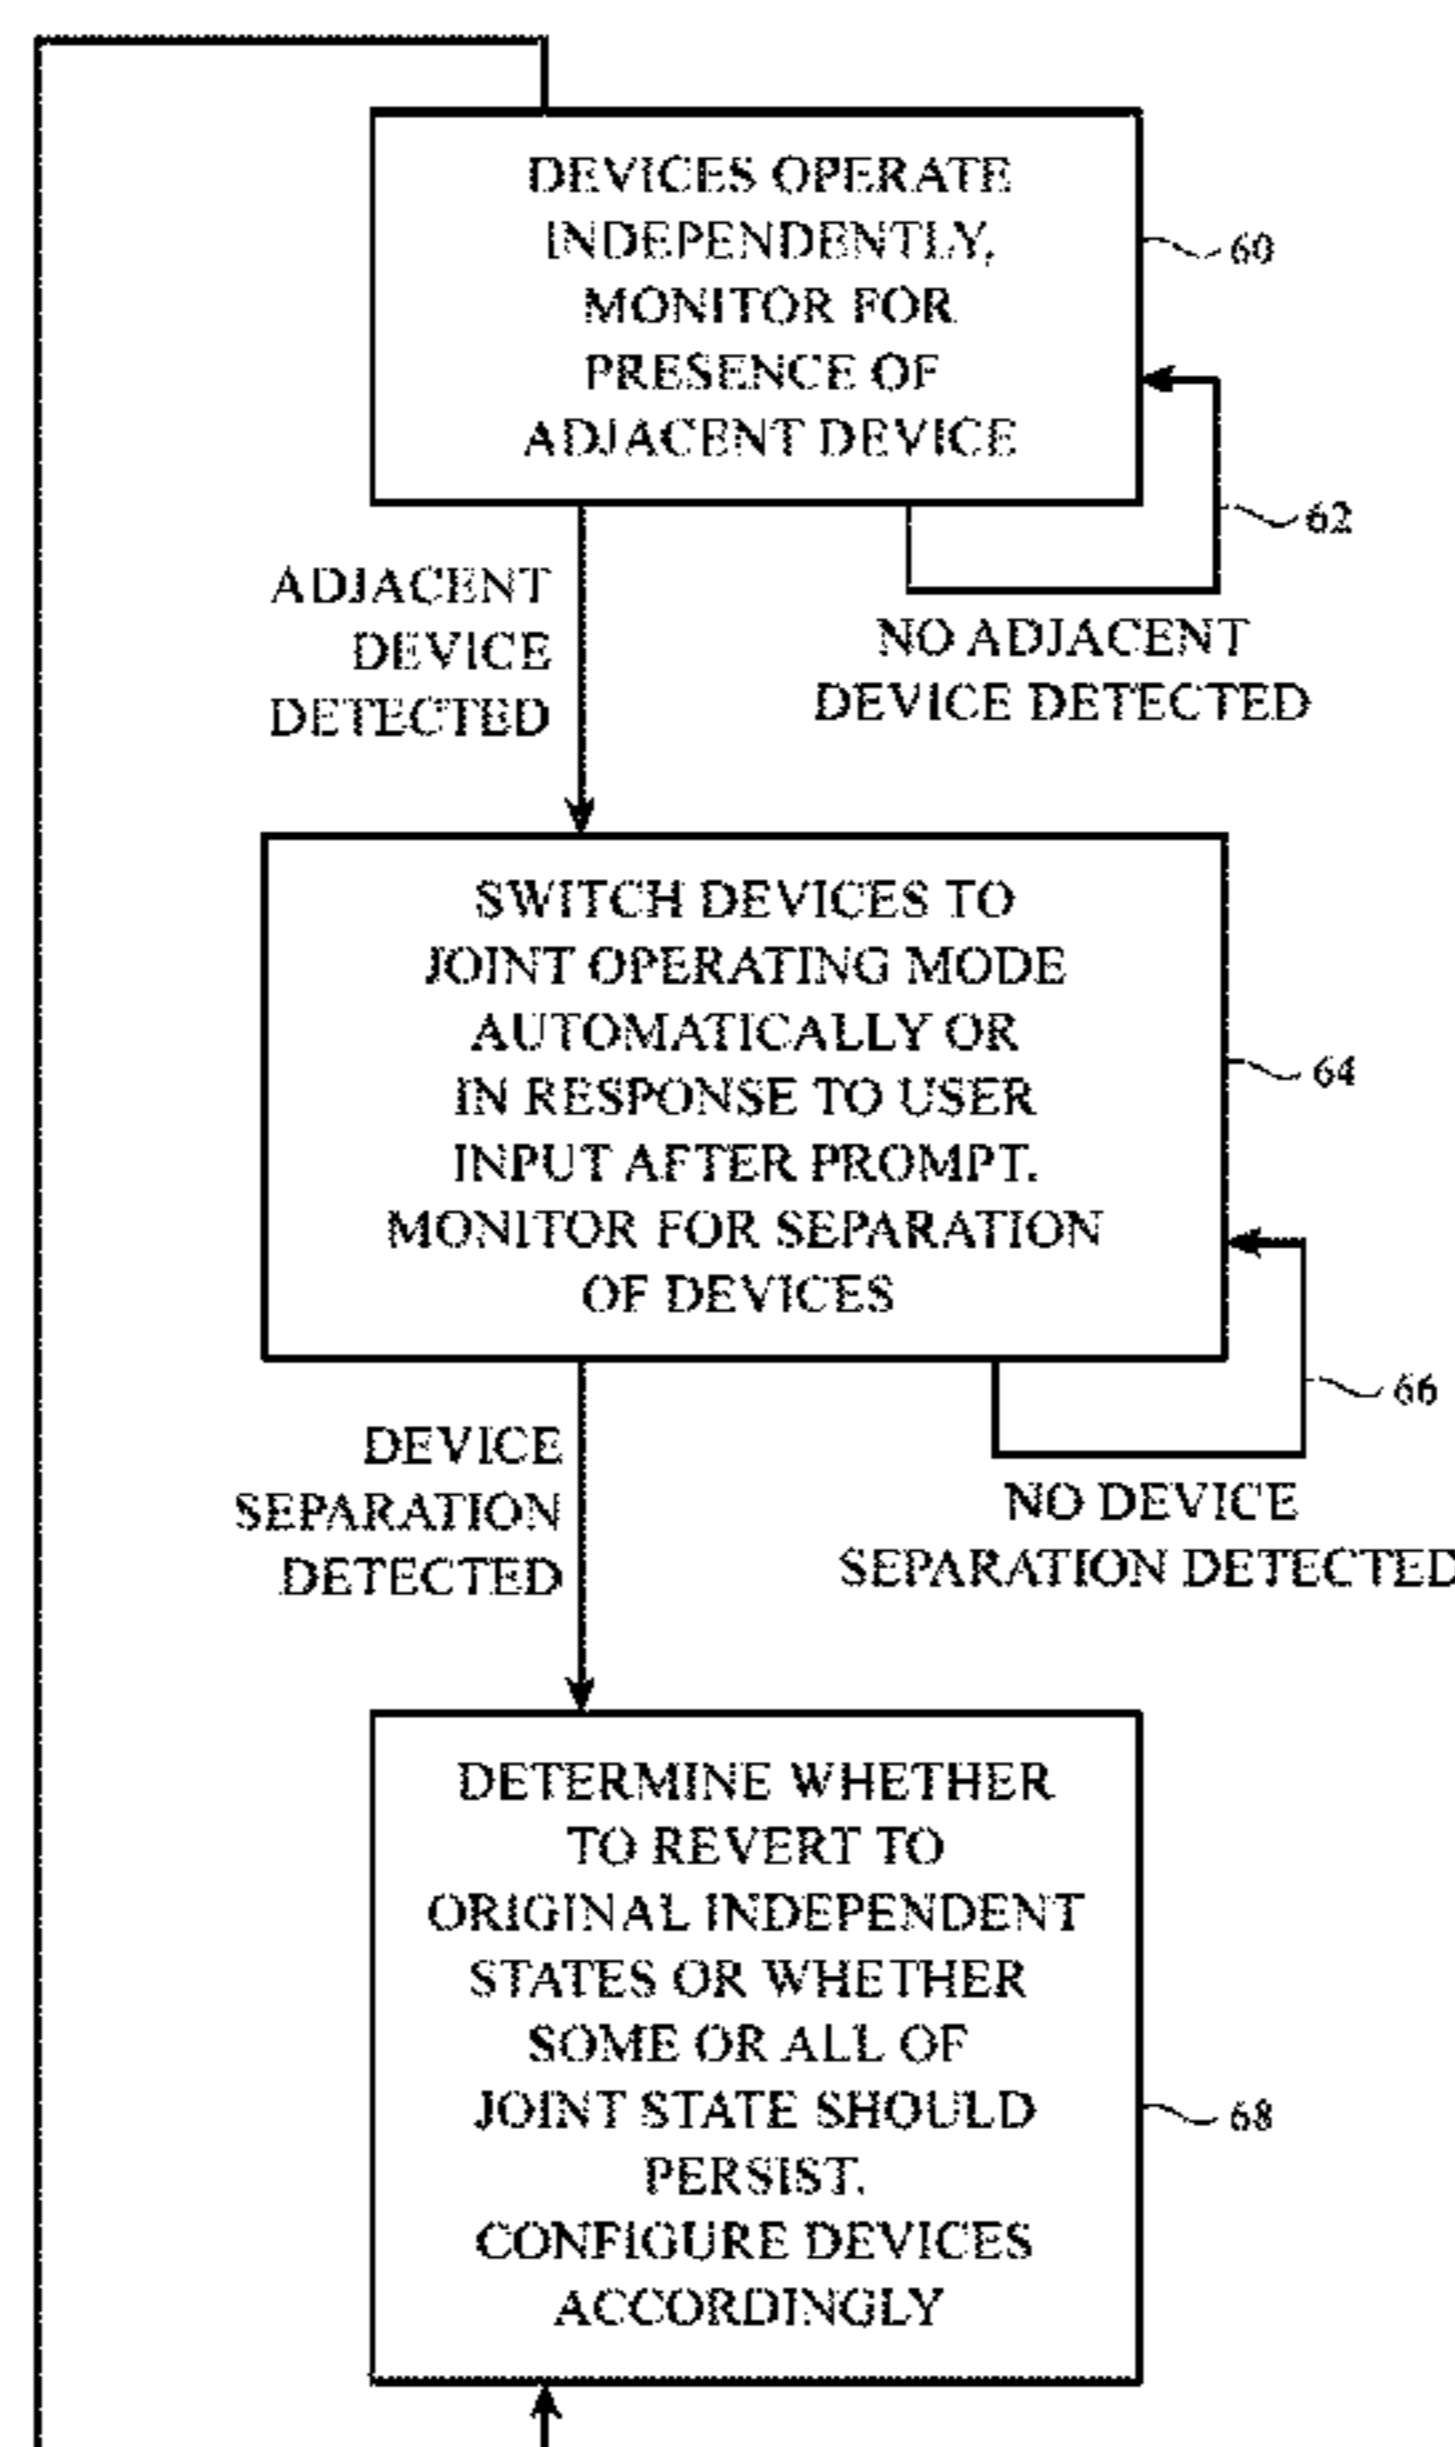 DEVICES OPERATE
INDEPENDENTLY,
MONITOR FOR
PRESENCE OF
ADJACENT DEVICE
60
62
ADJACENT
DEVICE
DETECTED
NO ADJACENT
DEVICE DETECTED
SWITCH DEVICES TO
JOINT OPERATING MODE
AUTOMATICALLY OR
IN RESPONSE TO USER
INPUT AFTER PROMPT.
MONITOR FOR SEPARATION
OF DEVICES
64
66
DEVICE
SEPARATION
DETECTED
NO DEVICE
SEPARATION DETECTED
DETERMINE WHETHER
TO REVERT TO
ORIGINAL INDEPENDENT
STATES OR WHETHER
SOME OR ALL OF
JOINT STATE SHOULD
PERSIST.
CONFIGURE DEVICES
ACCORDINGLY
68